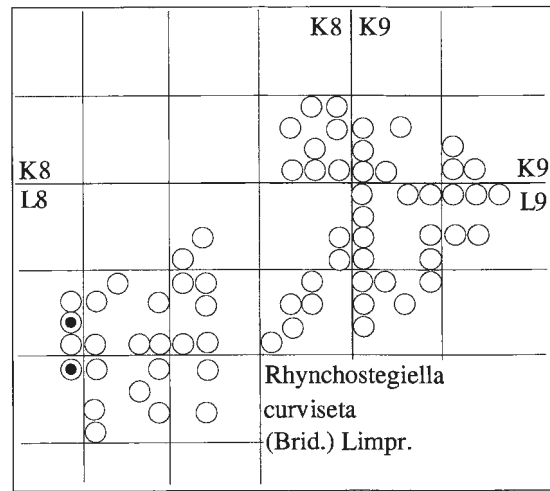 K8 K9
K8 K9
L8 L9
Rhynchostegiella
curviseta
(Brid.) Limpr.